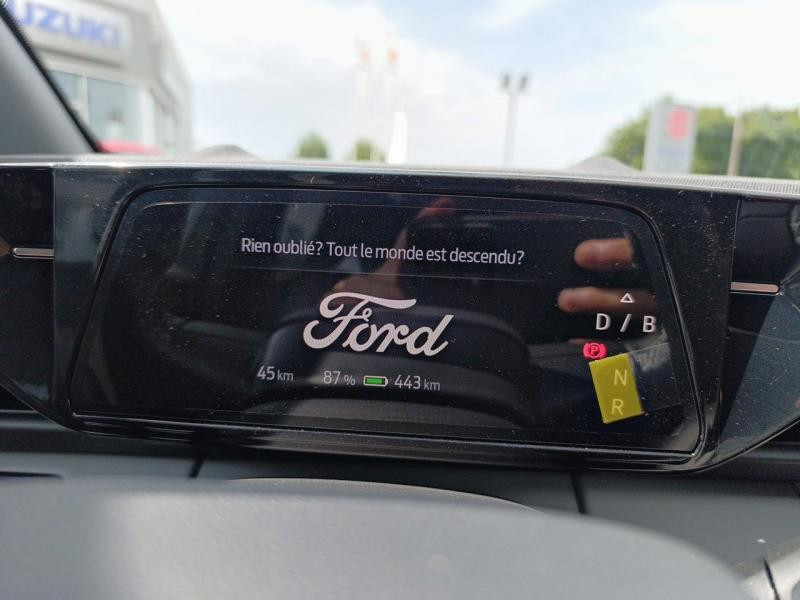 UZUKI
Rien oublié? Tout le monde est descendu?
Ford
D / B
P
N
R
45 km 87 % 443 km